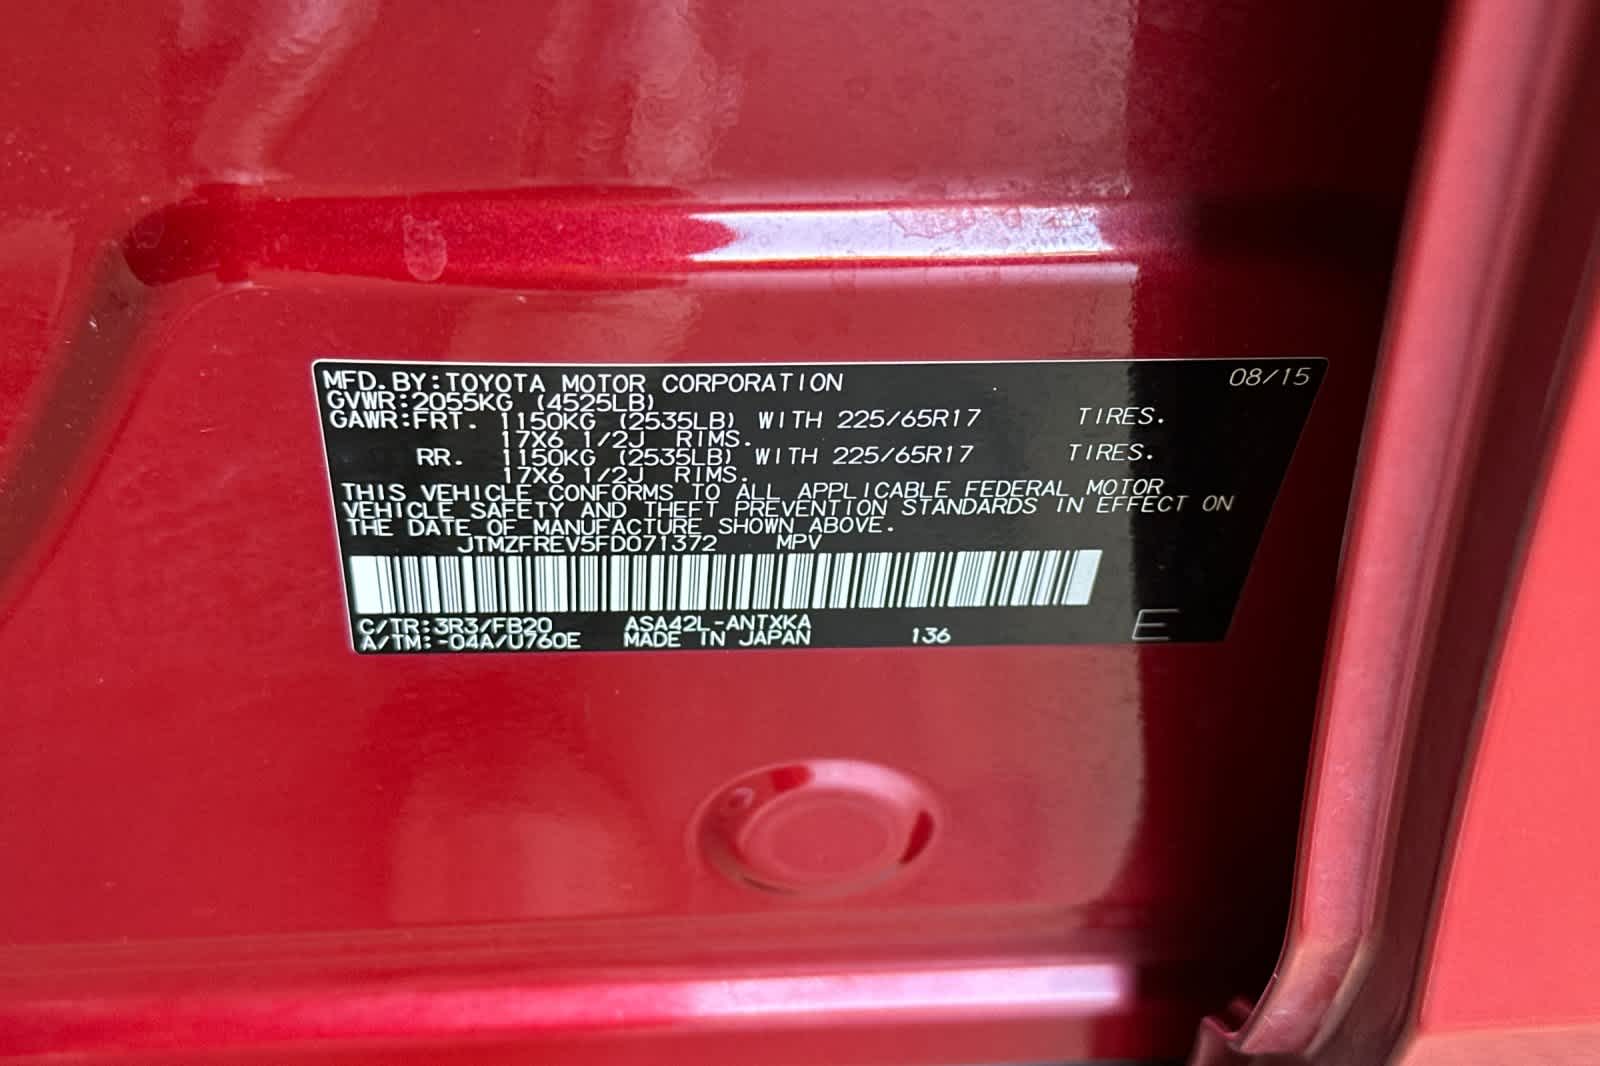 MFD. BY: TOYOTA MOTOR CORPORATION 08/15
GVWR: 2055KG (4525LB)
GAWR: FRT. 1150KG (2535LB) WITH 225/65R17 TIRES.
17X6 1/2J RIMS.
RR. 1150KG (2535LB) WITH 225/65R17 TIRES.
17X6 1/2J RIMS.
THIS VEHICLE CONFORMS TO ALL APPLICABLE FEDERAL MOTOR
VEHICLE SAFETY AND THEFT PREVENTION STANDARDS IN EFFECT ON
THE DATE OF MANUFACTURE SHOWN ABOVE.
JTMZFREV5FD071372 MPV
C/TR: 3R3/FB20 ASA42L-ANTXKA
A/TM: -04A/U760E MADE IN JAPAN 136 E